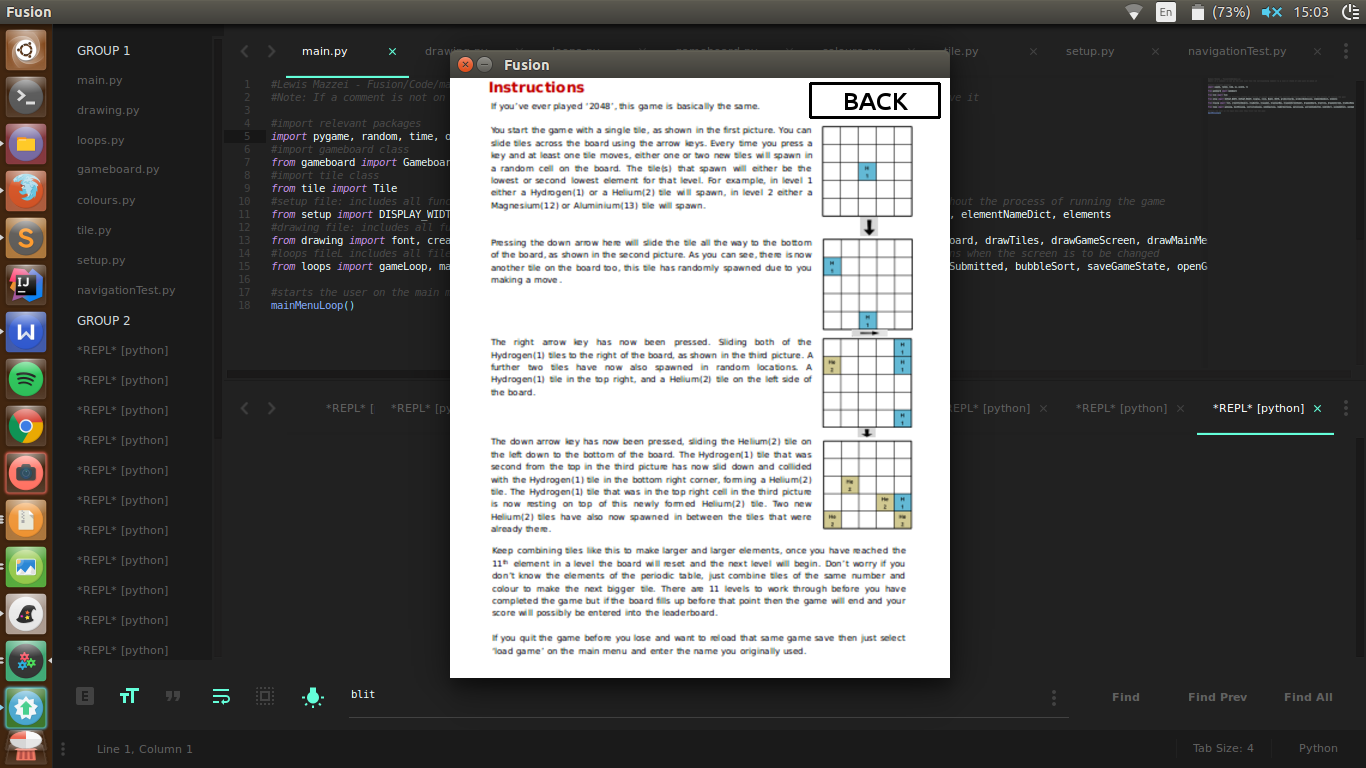 Fusion
En
(73%)
15:03
GROUP 1
main.py
drawing.py
loops.py
gameboard.py
colours.py
tile.py
setup.py
navigationTest.py
GROUP 2
*REPL* [python]
*REPL* [python]
*REPL* [python]
*REPL* [python]
*REPL* [python]
*REPL* [python]
*REPL* [python]
*REPL* [python]
*REPL* [python]
*REPL* [python]
*REPL* [python]
main.py
tile.py
setup.py
navigationTest.py
1 #Lewis Mazzei - Fusion/Code/ma
2 #Note: If a comment is not on
3
4 #import relevant packages
5 import pygame, random, time, o
6 #import gameboard class
7 from gameboard import Gameboar
8 #import tile class
9 from tile import Tile
10 #setup file: includes all func
11 from setup import DISPLAY_WIDT
, elementNameDict, elements
12 #drawing file: includes all fu
13 from drawing import font, crea
oard, drawTiles, drawGameScreen, drawMainMe
14 #loops fileL includes all file
ns when the screen is to be changed
15 from loops import gameLoop, ma
Submitted, bubbleSort, saveGameState, openG
16
17 #starts the user on the main m
18 mainMenuLoop()
bout the process of running the game
Fusion
Instructions
BACK
If you've ever played '2048', this game is basically the same.
You start the game with a single tile, as shown in the first picture. You can
slide tiles across the board using the arrow keys. Every time you press a
key and at least one tile moves, either one or two new tiles will spawn in
a random cell on the board. The tile(s) that spawn will either be the
lowest or second lowest element for that level. For example, in level 1
either a Hydrogen(1) or a Helium(2) tile will spawn, in level 2 either a
Magnesium(12) or Aluminium(13) tile will spawn.
H
1
Pressing the down arrow here will slide the tile all the way to the bottom
of the board, as shown in the second picture. As you can see, there is now
another tile on the board too, this tile has randomly spawned due to you
making a move.
H
1
H
1
The right arrow key has now been pressed. Sliding both of the
Hydrogen(1) tiles to the right of the board, as shown in the third picture. A
further two tiles have now also spawned in random locations. A
Hydrogen(1) tile in the top right, and a Helium(2) tile on the left side of
the board.
H
1
He
2
H
1
H
1
The down arrow key has now been pressed, sliding the Helium(2) tile on
the left down to the bottom of the board. The Hydrogen(1) tile that was
second from the top in the third picture has now slid down and collided
with the Hydrogen(1) tile in the bottom right corner, forming a Helium(2)
tile. The Hydrogen(1) tile that was in the top right cell in the third picture
is now resting on top of this newly formed Helium(2) tile. Two new
Helium(2) tiles have also now spawned in between the tiles that were
already there.
He
2
He
2
H
1
He
2
He
2
Keep combining tiles like this to make larger and larger elements, once you have reached the
11th element in a level the board will reset and the next level will begin. Don't worry if you
don't know the elements of the periodic table, just combine tiles of the same number and
colour to make the next bigger tile. There are 11 levels to work through before you have
completed the game but if the board fills up before that point then the game will end and your
score will possibly be entered into the leaderboard.
If you quit the game before you lose and want to reload that same game save then just select
'load game' on the main menu and enter the name you originally used.
*REPL* [
*REPL* [py
REPL* [python]
*REPL* [python]
*REPL* [python]
blit
Find
Find Prev
Find All
Line 1, Column 1
Tab Size: 4
Python